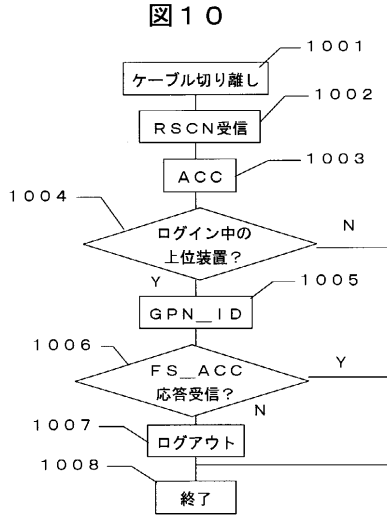 図10
1001
ケーブル切り離し
1002
RSCN受信
1003
ACC
1004
ログイン中の
上位装置？
N
Y
1005
GPN_ID
1006
FS_ACC
応答受信？
Y
N
1007
ログアウト
1008
終了